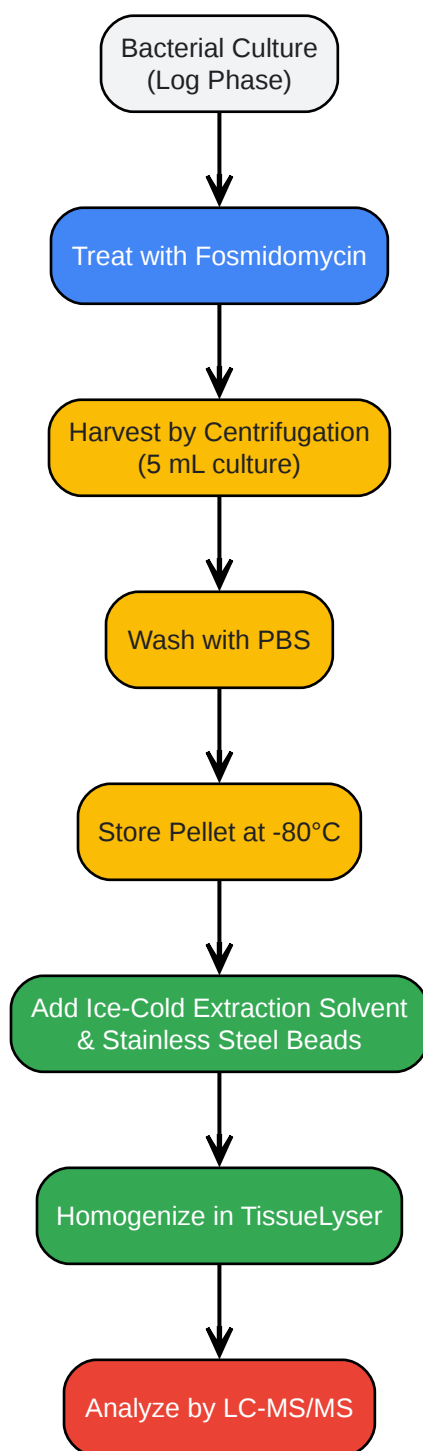 Bacterial Culture
(Log Phase)
Treat with Fosmidomycin
Harvest by Centrifugation
(5 mL culture)
Wash with PBS
Store Pellet at -80°C
Add Ice-Cold Extraction Solvent
& Stainless Steel Beads
Homogenize in TissueLyser
Analyze by LC-MS/MS